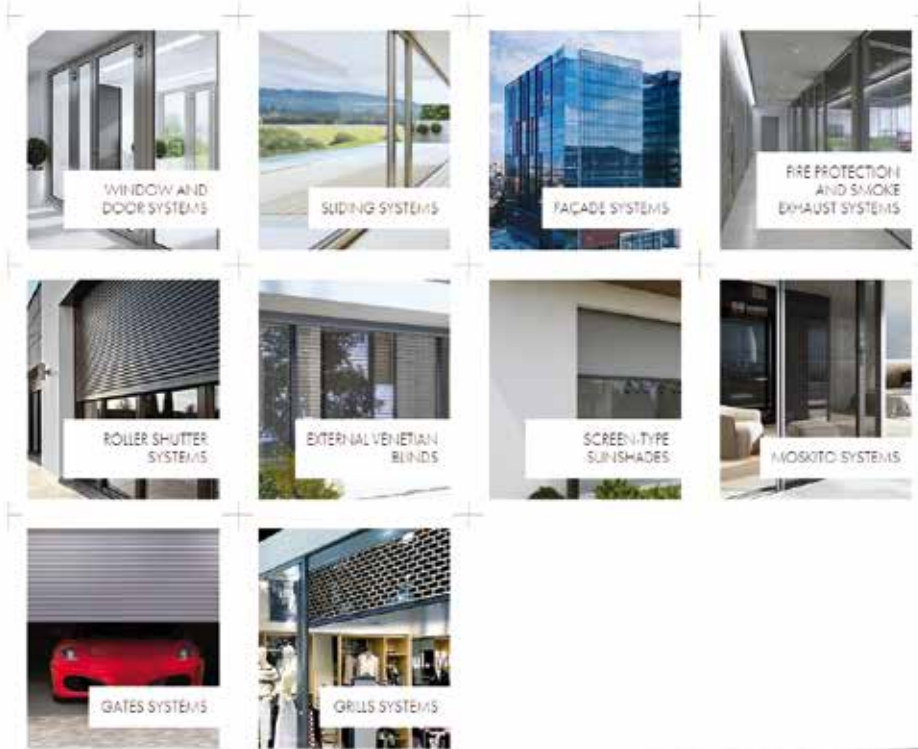 WINDOW AND
DOOR SYSTEMS
SLIDING SYSTEMS
FAÇADE SYSTEMS
FIRE PROTECTION
AND SMOKE
EXHAUST SYSTEMS
ROLLER SHUTTER
SYSTEMS
EXTERNAL VENETIAN
BLINDS
SCREEN-TYPE
SUNSHADES
MOSKITO SYSTEMS
GATES SYSTEMS
GRILLS SYSTEMS